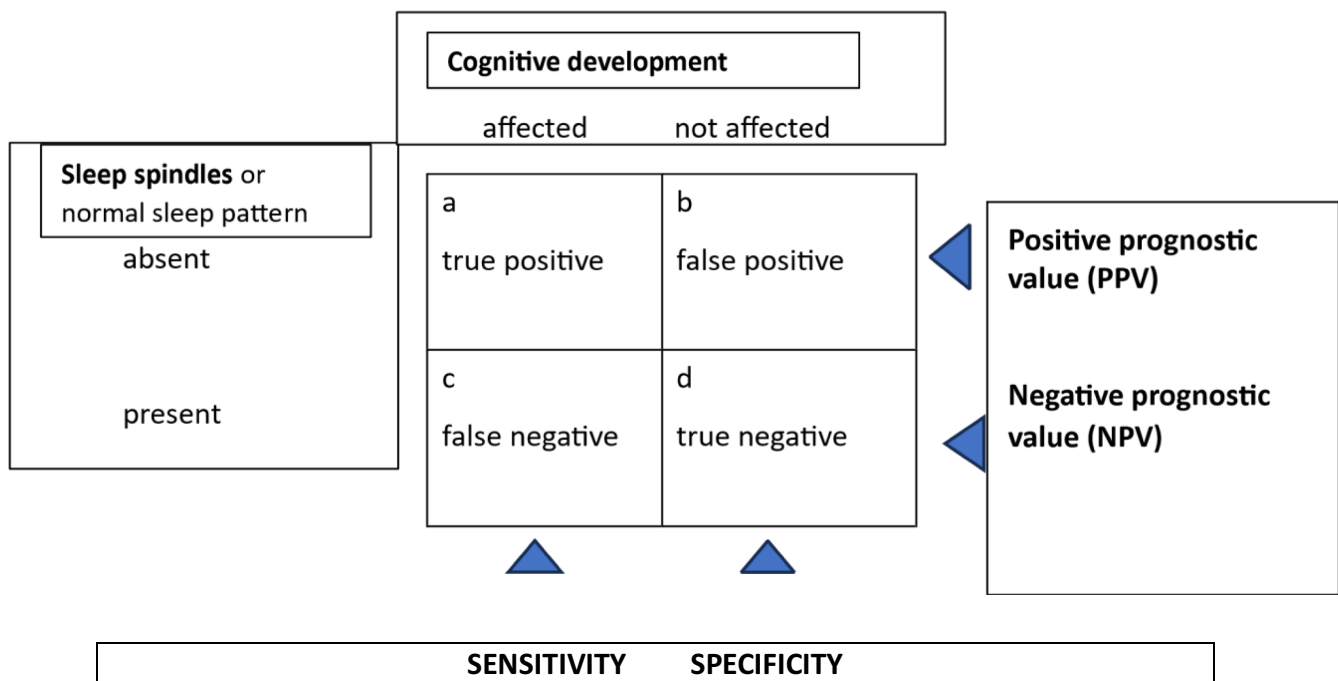 Cognitive development
affected not affected
Sleep spindles or
normal sleep pattern
absent
present
a
true positive
b
false positive
c
false negative
d
true negative
Positive prognostic
value (PPV)
Negative prognostic
value (NPV)
SENSITIVITY SPECIFICITY